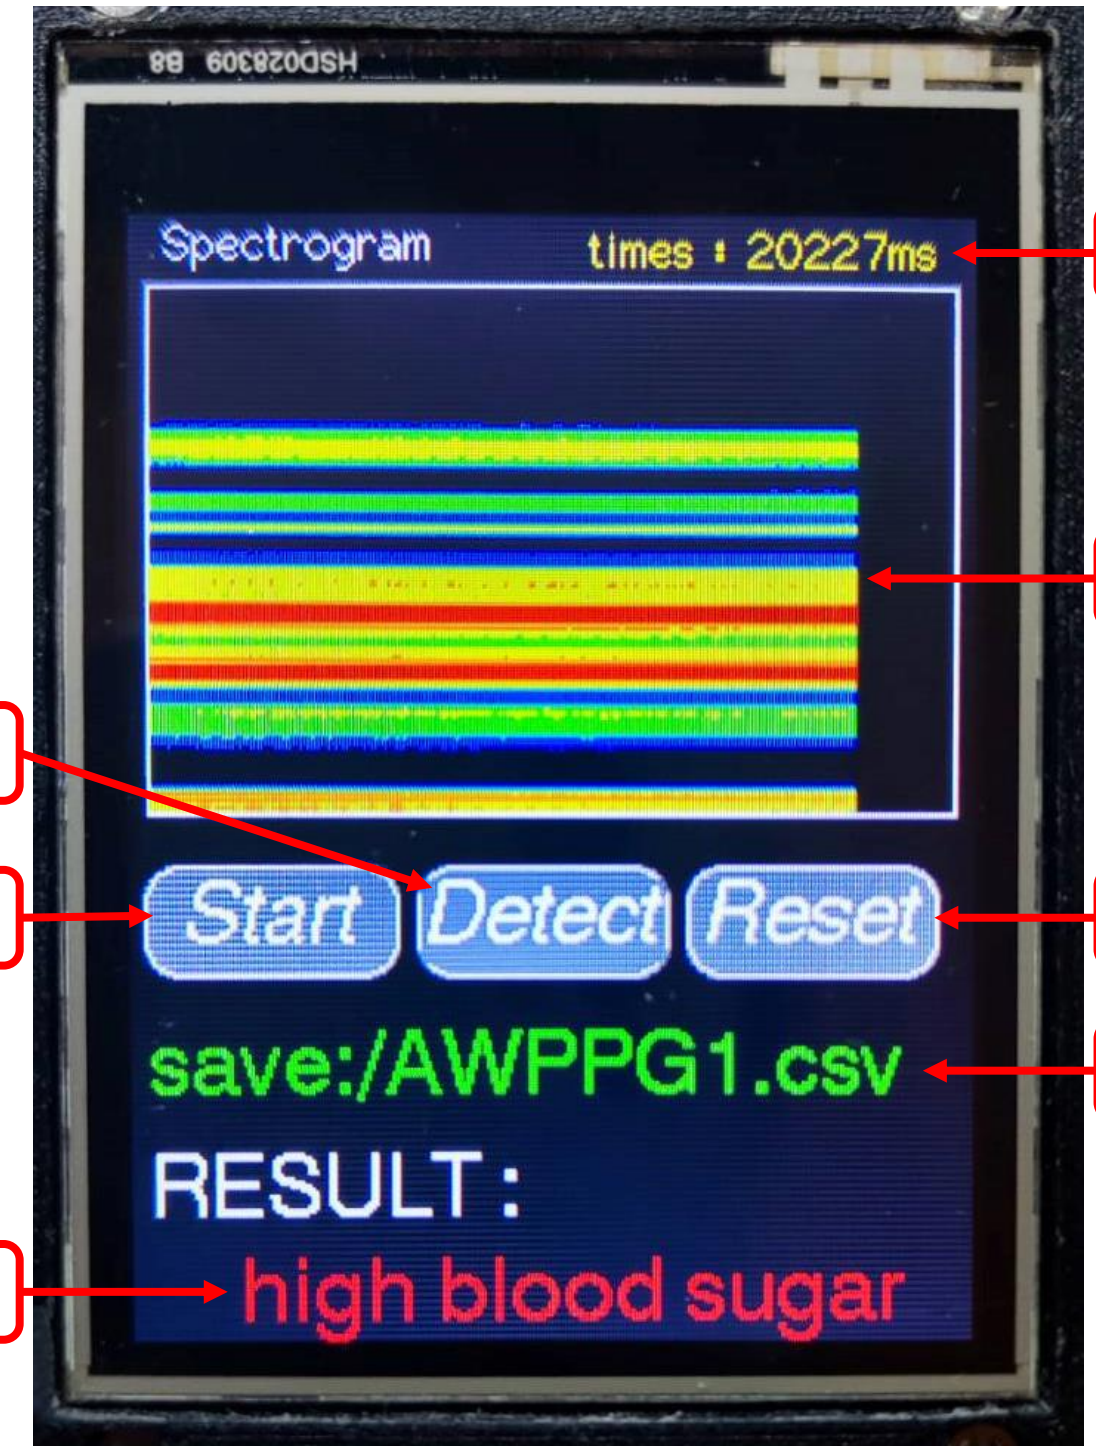 HSD028309 B8
Spectrogram times : 20227ms
Start Detect Reset
save:/AWPPG1.csv
RESULT:
high blood sugar